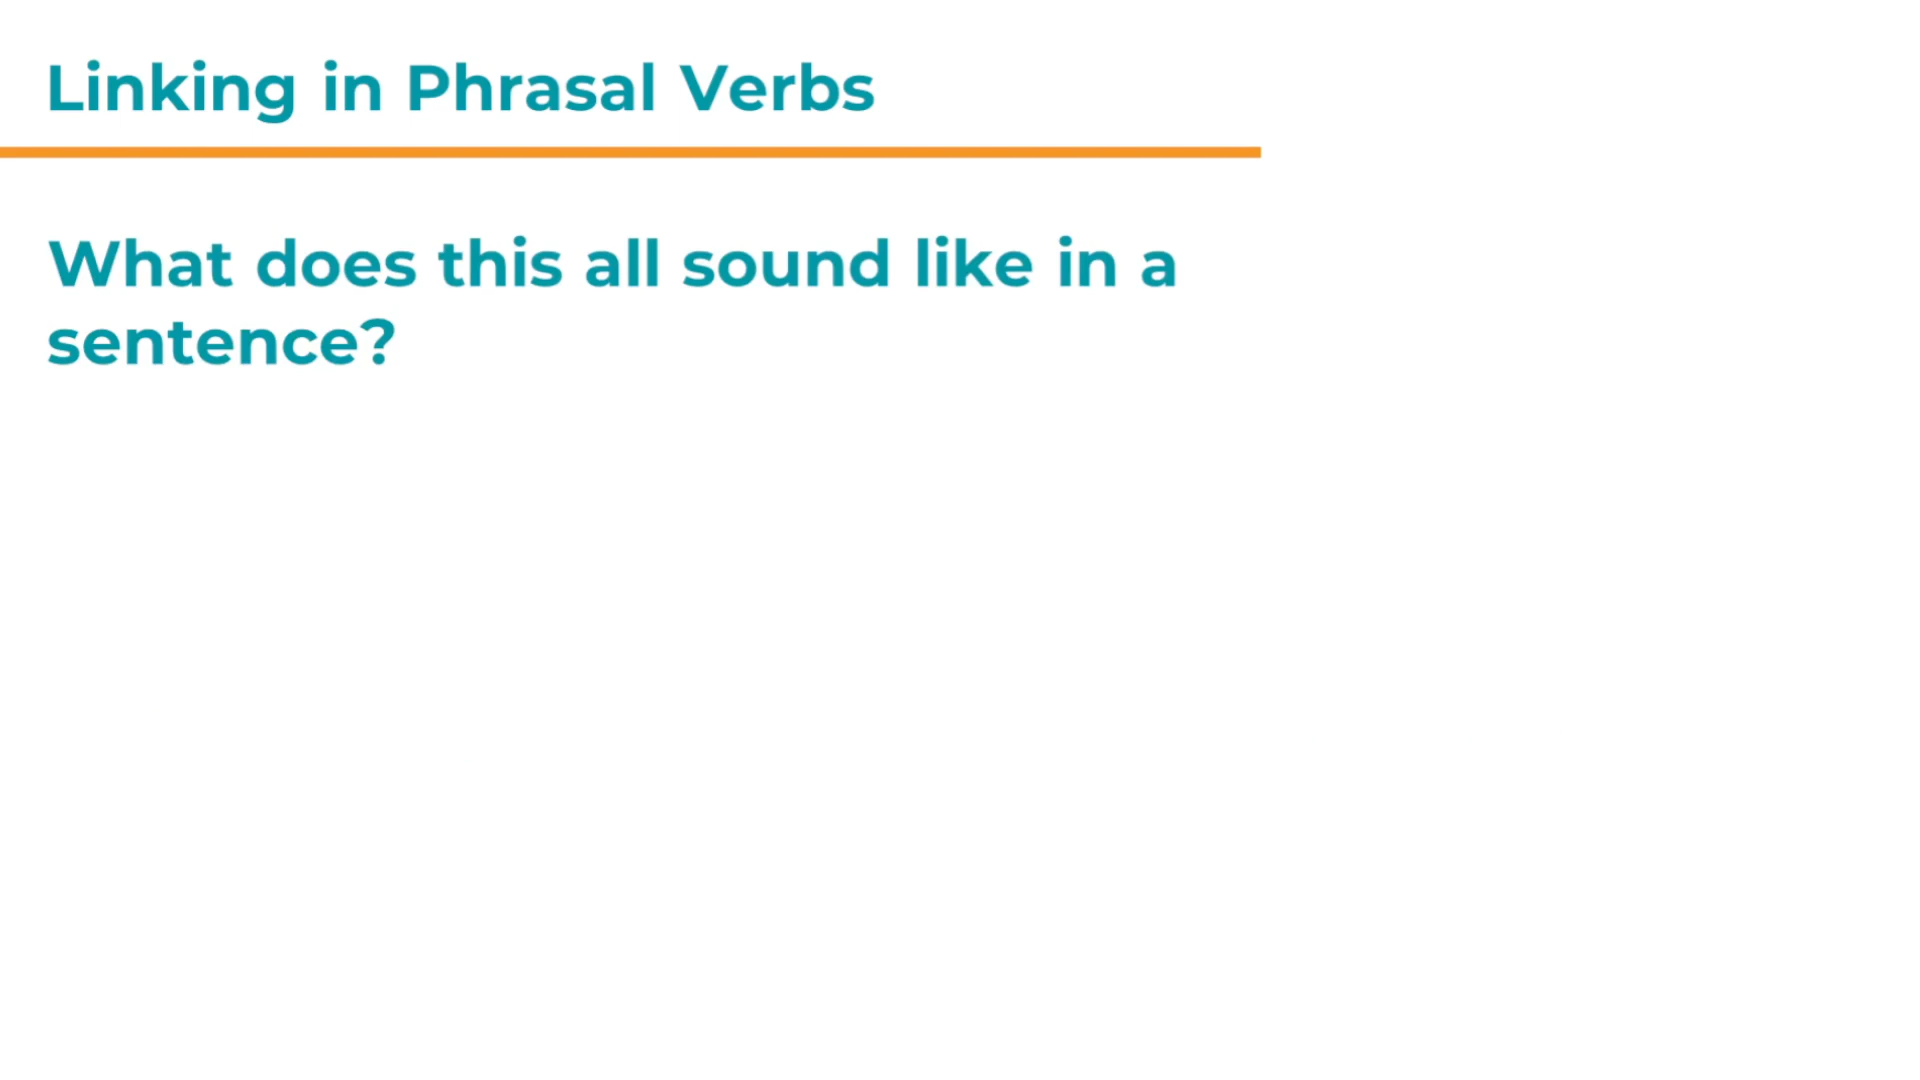 Linking in Phrasal Verbs
What does this all sound like in a
sentence?